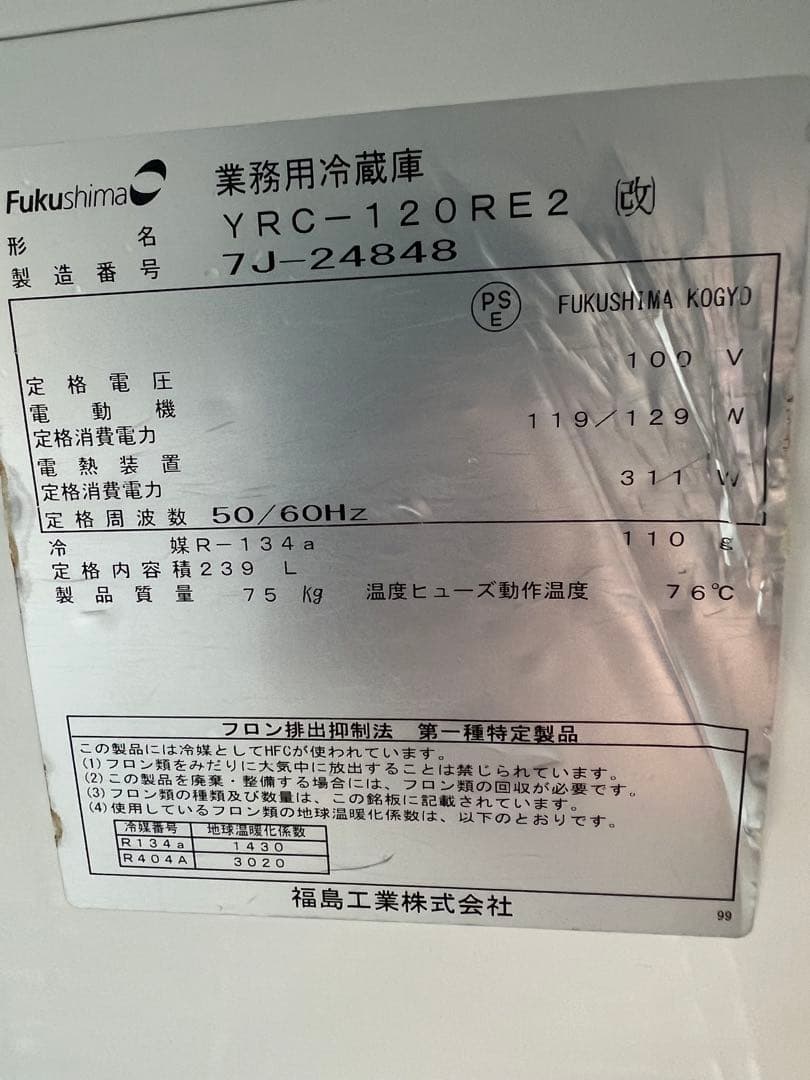 Fukushima
業務用冷蔵庫
形名 YRC-120RE2 (改)
製造番号 7J-24848
PSE FUKUSHIMA KOGYO
定格電圧 100 V
電動機
定格消費電力 119/129 W
電熱装置
定格消費電力 311 W
定格周波数 50/60Hz
冷媒 R-134a 110 g
定格内容積 239 L
製品質量 75 kg 温度ヒューズ動作温度 76℃
フロン排出抑制法 第一種特定製品
この製品には冷媒としてHFCが使われています。
(1)フロン類をみだりに大気中に放出することは禁じられています。
(2)この製品を廃棄・整備する場合には、フロン類の回収が必要です。
(3)フロン類の種類及び数量は、この銘板に記載されています。
(4)使用しているフロン類の地球温暖化係数は、以下のとおりです。
冷媒番号 地球温暖化係数
R134a 1430
R404A 3020
福島工業株式会社
99